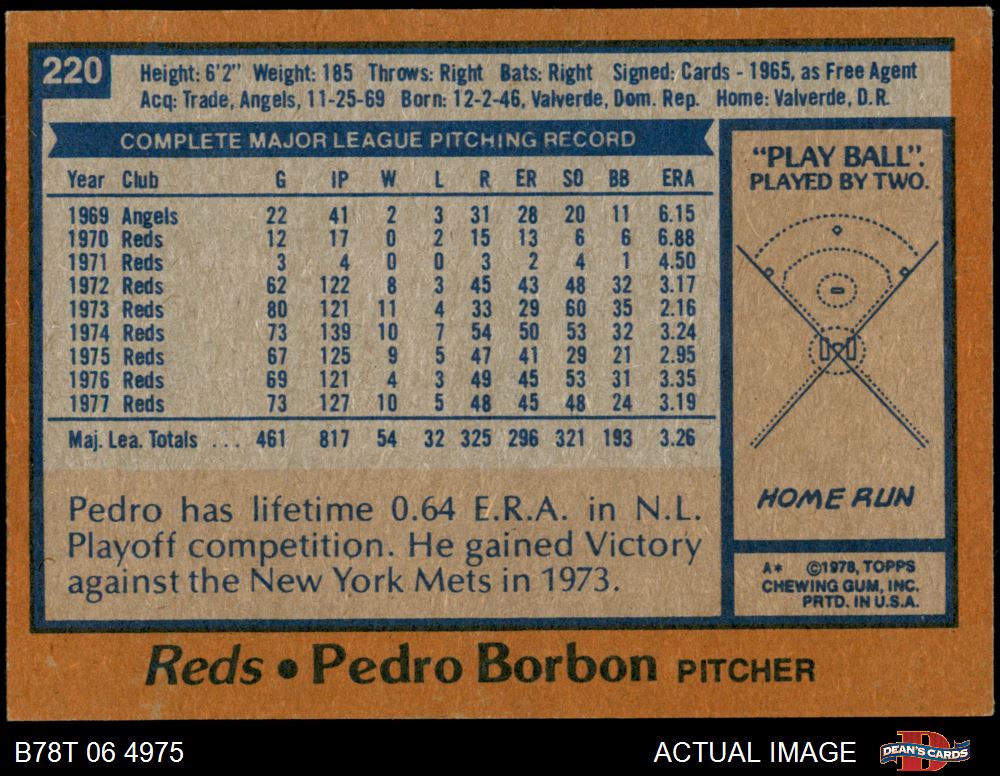 220
Height: 6'2" Weight: 185 Throws: Right Bats: Right Signed: Cards - 1965, as Free Agent
Acq: Trade, Angels, 11-25-69 Born: 12-2-46, Valverde, Dom. Rep. Home: Valverde, D.R.
COMPLETE MAJOR LEAGUE PITCHING RECORD
Year Club G IP W L R ER SO BB ERA
1969 Angels 22 41 2 3 31 28 20 11 6.15
1970 Reds 12 17 0 2 15 13 6 6 6.88
1971 Reds 3 4 0 0 3 2 4 1 4.50
1972 Reds 62 122 8 3 45 43 48 32 3.17
1973 Reds 80 121 11 4 33 29 60 35 2.16
1974 Reds 73 139 10 7 54 50 53 32 3.24
1975 Reds 67 125 9 5 47 41 29 21 2.95
1976 Reds 69 121 4 3 49 45 53 31 3.35
1977 Reds 73 127 10 5 48 45 48 24 3.19
Maj. Lea. Totals ... 461 817 54 32 325 296 321 193 3.26
Pedro has lifetime 0.64 E.R.A. in N.L.
Playoff competition. He gained Victory
against the New York Mets in 1973.
"PLAY BALL".
PLAYED BY TWO.
HOME RUN
A* ©1978, TOPPS
CHEWING GUM, INC.
PRTD. IN U.S.A.
Reds • Pedro Borbon PITCHER
B78T 06 4975
ACTUAL IMAGE
D
DEAN'S CARDS